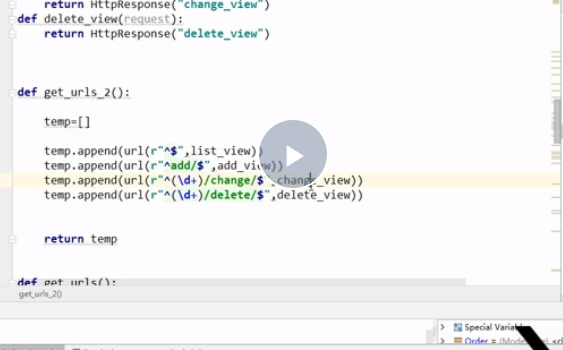 return HttpResponse("change_view")
def delete_view(request):
return HttpResponse("delete_view")
def get_urls_2():
temp=[]
temp.append(url(r"^$",list_view))
temp.append(url(r"^add/$",add_view))
temp.append(url(r"^(\d+)/change/$",change_view))
temp.append(url(r"^(\d+)/delete/$",delete_view))
return temp
def get_urls():
get_urls_2()
Special Variab
Order =